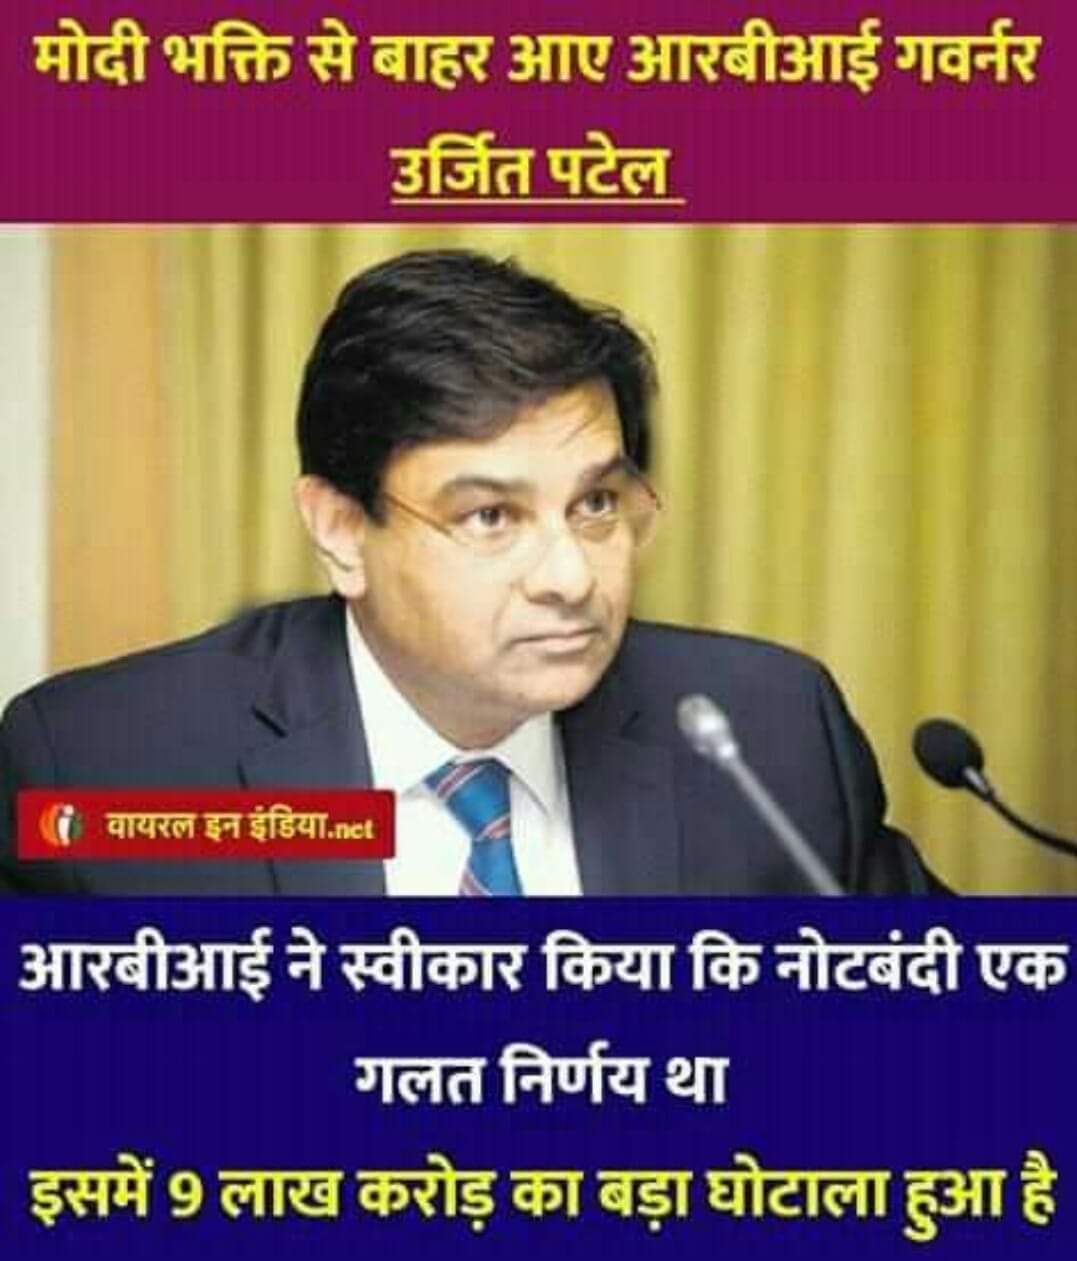 मोदी भक्ति से बाहर आए आरबीआई गवर्नर
उर्जित पटेल
वायरल इन इंडिया.net
आरबीआई ने स्वीकार किया कि नोटबंदी एक
गलत निर्णय था
इसमें 9 लाख करोड़ का बड़ा घोटाला हुआ है